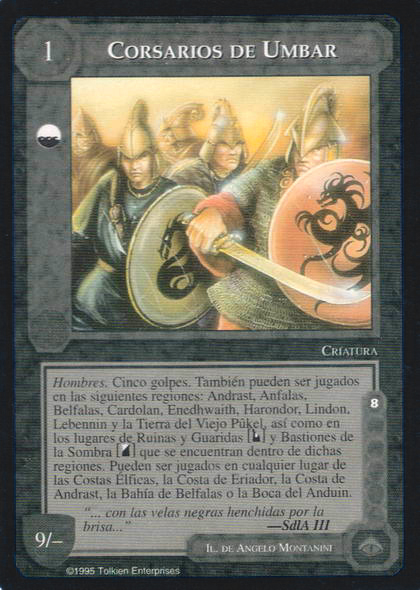 1
CORSARIOS DE UMBAR
CRIATURA
Hombres. Cinco golpes. También pueden ser jugados
en las siguientes regiones: Andrast, Anfalas,
Belfalas, Cardolan, Enedhwaith, Harondor, Lindon,
Lebennin y la Tierra del Viejo Púkel, así como en
los lugares de Ruinas y Guaridas y Bastiones de
la Sombra que se encuentran dentro de dichas
regiones. Pueden ser jugados en cualquier lugar de
las Costas Élficas, la Costa de Eriador, la Costa de
Andrast, la Bahía de Belfalas o la Boca del Anduin.
8
"... con las velas negras henchidas por la
brisa..." —SdlA III
9/–
IL. DE ANGELO MONTANINI
©1995 Tolkien Enterprises